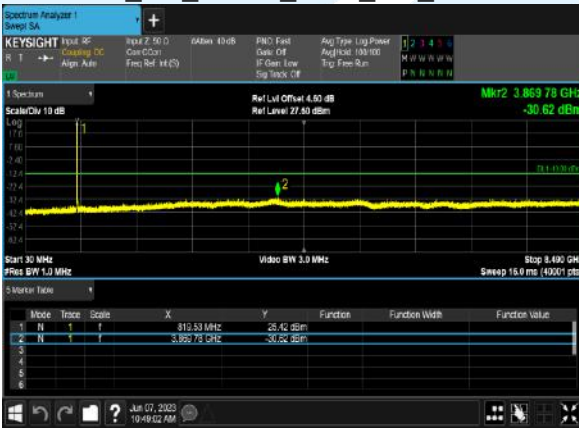 Spectrum Analyzer 1
Swept SA
+
KEYSIGHT Input: RF Input Z: 50 Ω #Atten: 40 dB PNO: Fast Avg Type: Log-Power 1 2 3 4 5 6
Coupling: DC Corr CCorr Gate: Off Avg|Hold: 100/100 M W W W W W
Align: Auto Freq Ref: Int (S) IF Gain: Low Trig: Free Run
Sig Track: Off P N N N N N
1 Spectrum Ref Lvl Offset 4.50 dB Mkr2 3.869 78 GHz
Scale/Div 10 dB Ref Level 27.50 dBm -30.62 dBm
Log
17.5
7.50
-2.50
-12.5
-22.5
-32.5
-42.5
-52.5
-62.5
1
2
Start 30 MHz Video BW 3.0 MHz Stop 8.490 GHz
#Res BW 1.0 MHz Sweep 16.0 ms (40001 pts)
5 Marker Table
Mode Trace Scale X Y Function Function Width Function Value
1 N 1 f 819.53 MHz 26.42 dBm
2 N 1 f 3.869 78 GHz -30.62 dBm
3
4
5
6
?
Jun 07, 2023
10:49:02 AM